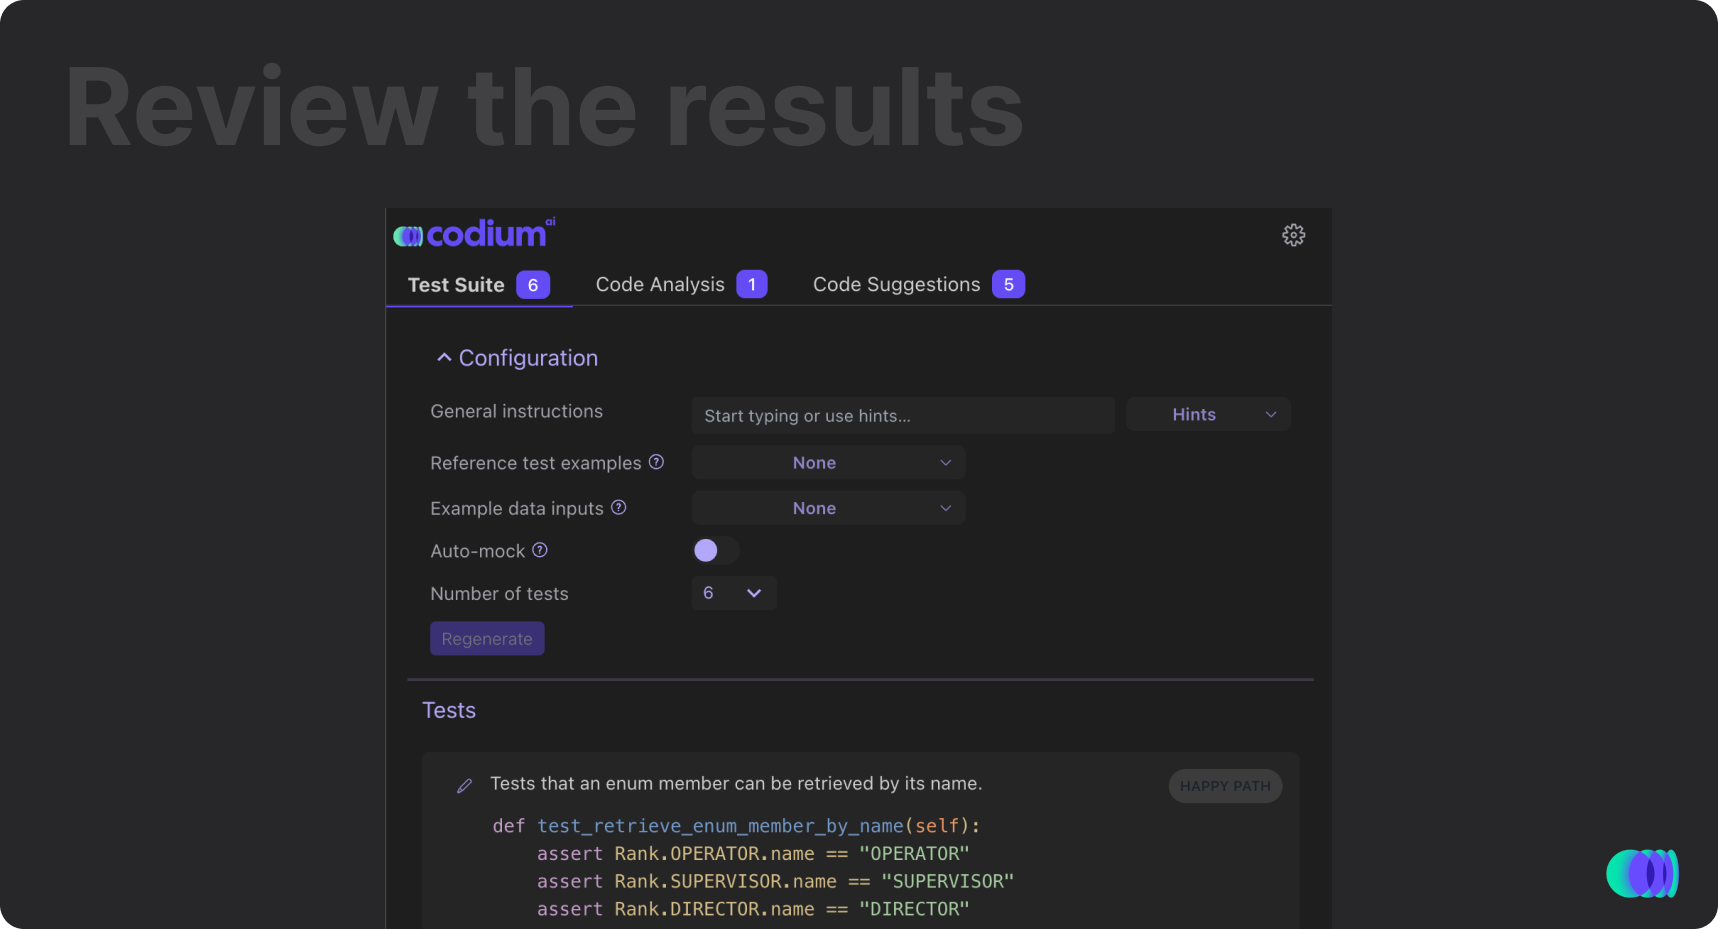 Review the results
codium ai
Test Suite 6 Code Analysis 1 Code Suggestions 5
Configuration
General instructions Start typing or use hints... Hints
Reference test examples ? None
Example data inputs ? None
Auto-mock ?
Number of tests 6
Regenerate
Tests
Tests that an enum member can be retrieved by its name. HAPPY PATH
def test_retrieve_enum_member_by_name(self):
    assert Rank.OPERATOR.name == "OPERATOR"
    assert Rank.SUPERVISOR.name == "SUPERVISOR"
    assert Rank.DIRECTOR.name == "DIRECTOR"